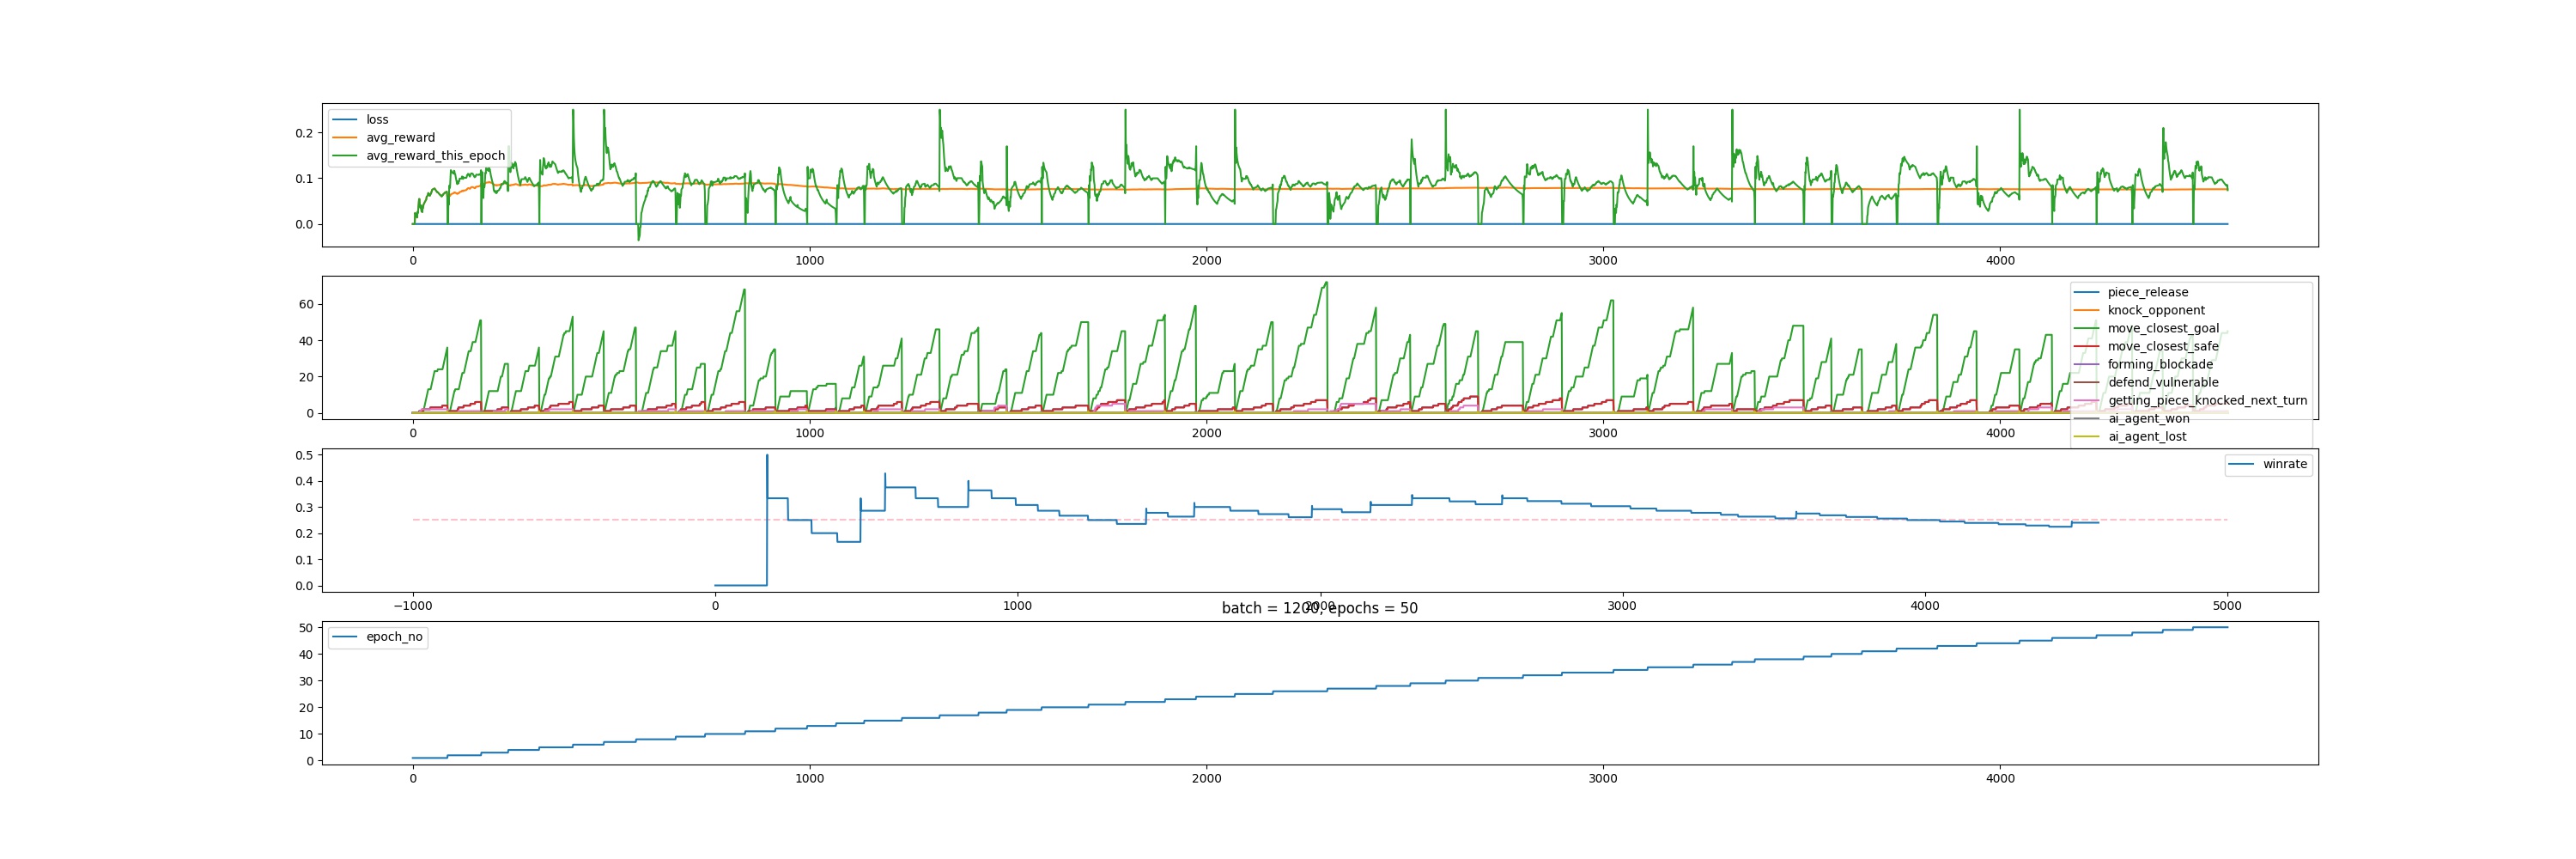 loss
avg_reward
avg_reward_this_epoch
0.2
0.1
0.0
0 1000 2000 3000 4000
piece_release
knock_opponent
move_closest_goal
move_closest_safe
forming_blockade
defend_vulnerable
getting_piece_knocked_next_turn
ai_agent_won
ai_agent_lost
60
40
20
0
0 1000 2000 3000 4000
winrate
0.5
0.4
0.3
0.2
0.1
0.0
−1000 0 1000 2000 3000 4000 5000
batch = 1200, epochs = 50
epoch_no
50
40
30
20
10
0
0 1000 2000 3000 4000